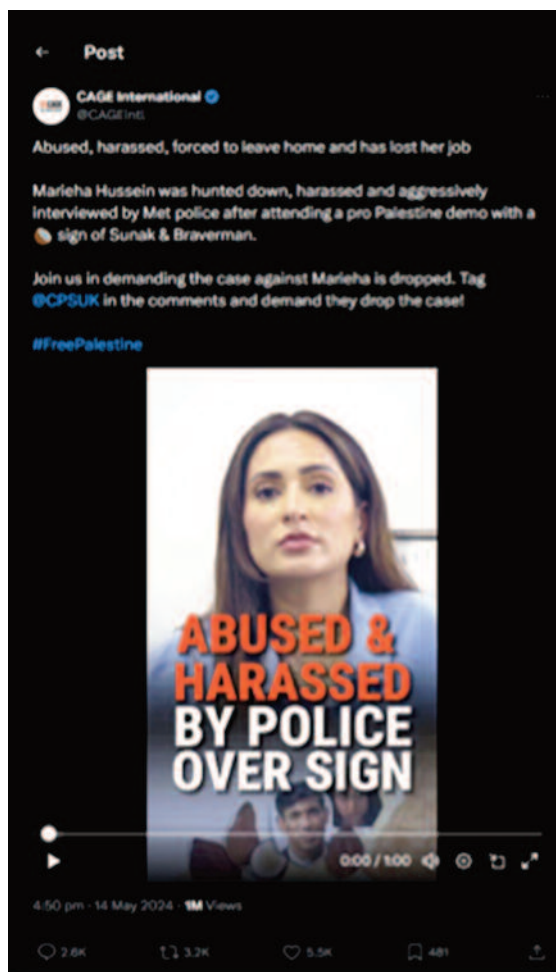 Post
CAGE International
@CAGEIntl
Abused, harassed, forced to leave home and has lost her job
Marieha Hussein was hunted down, harassed and aggressively
interviewed by Met police after attending a pro Palestine demo with a
🥥 sign of Sunak & Braverman.
Join us in demanding the case against Marieha is dropped. Tag
@CPSUK in the comments and demand they drop the case!
#FreePalestine
ABUSED &
HARASSED
BY POLICE
OVER SIGN
0:00 / 1:00
4:50 pm · 14 May 2024 · 1M Views
2.6K 3.2K 5.5K 481